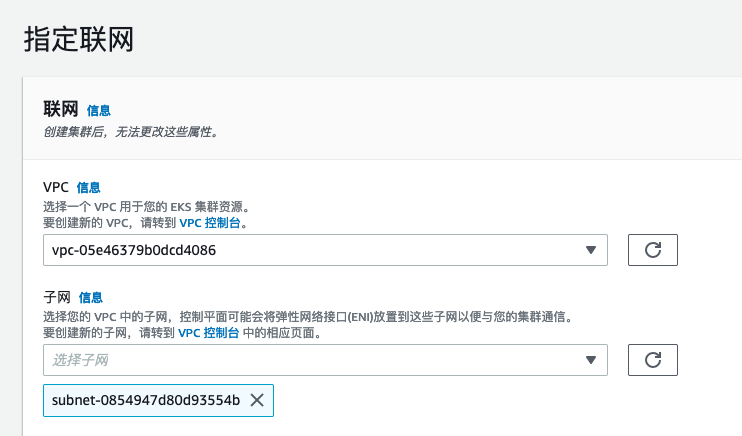 指定联网
联网 信息
创建集群后，无法更改这些属性。
VPC 信息
选择一个 VPC 用于您的 EKS 集群资源。
要创建新的 VPC，请转到 VPC 控制台。
vpc-05e46379b0dcd4086
子网 信息
选择您的 VPC 中的子网，控制平面可能会将弹性网络接口(ENI)放置到这些子网以便与您的集群通信。
要创建新的子网，请转到 VPC 控制台 中的相应页面。
选择子网
subnet-0854947d80d93554b